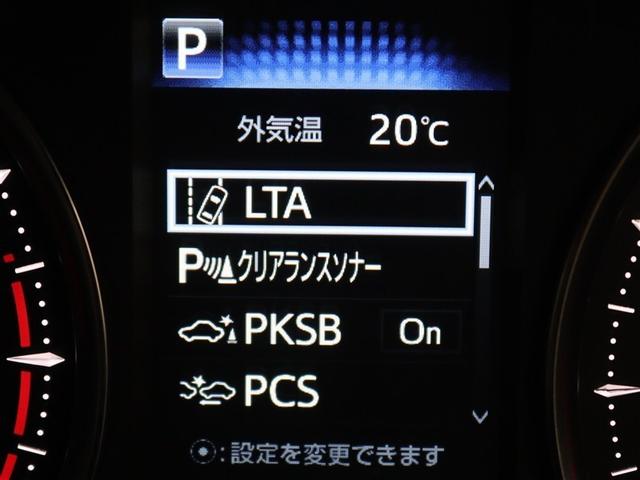 P
外気温 20℃
LTA
Pクリアランスソナー
PKSB On
PCS
:設定を変更できます